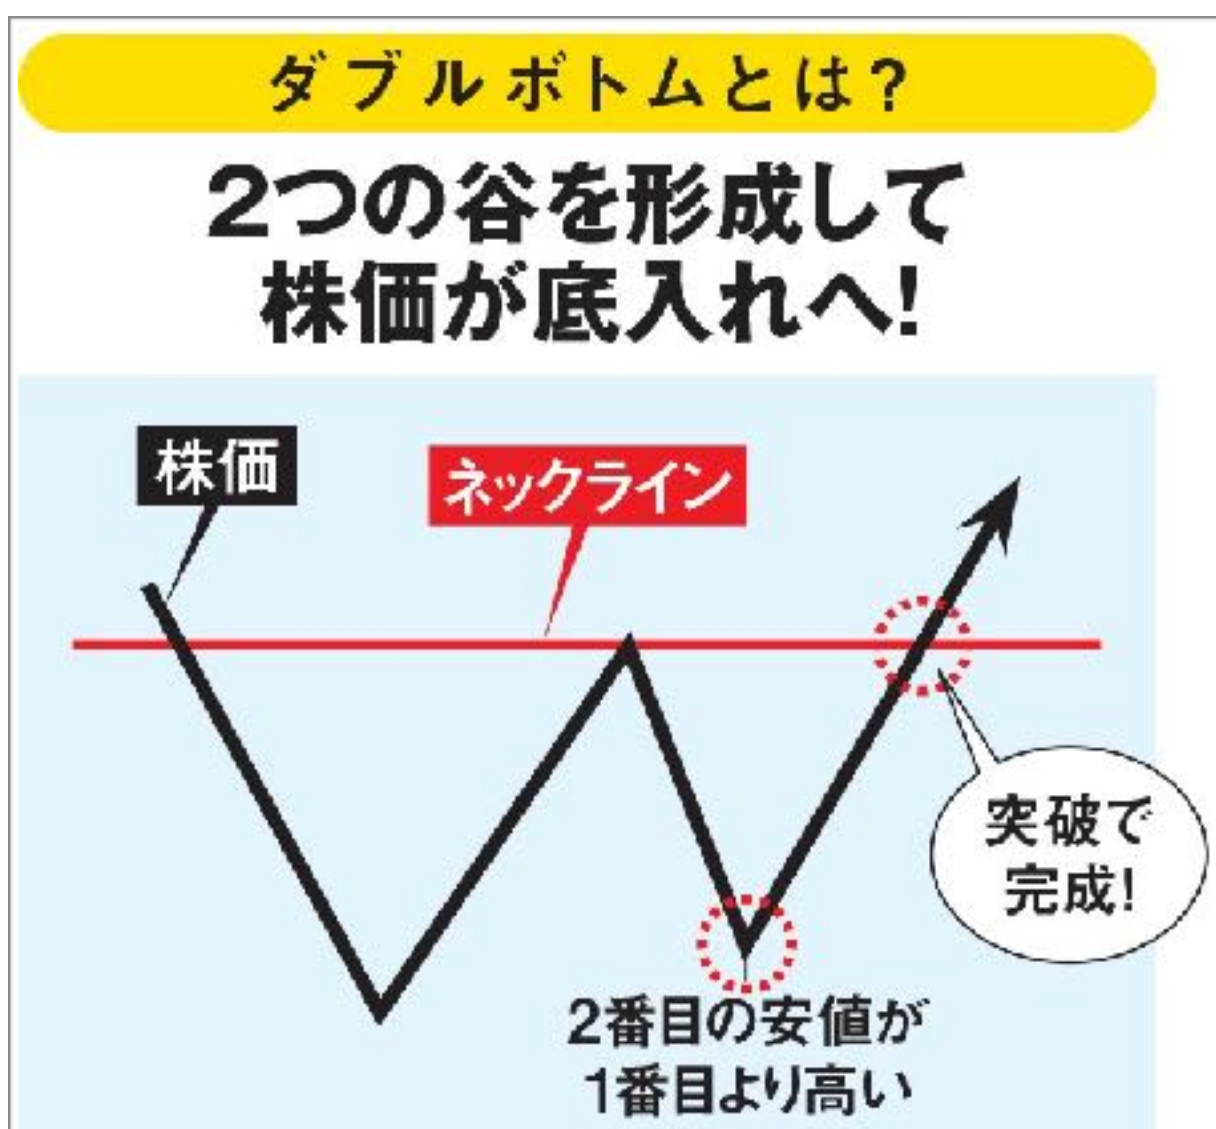 ダブルボトムとは?
2つの谷を形成して
株価が底入れへ!
株価
ネックライン
突破で
完成!
2番目の安値が
1番目より高い